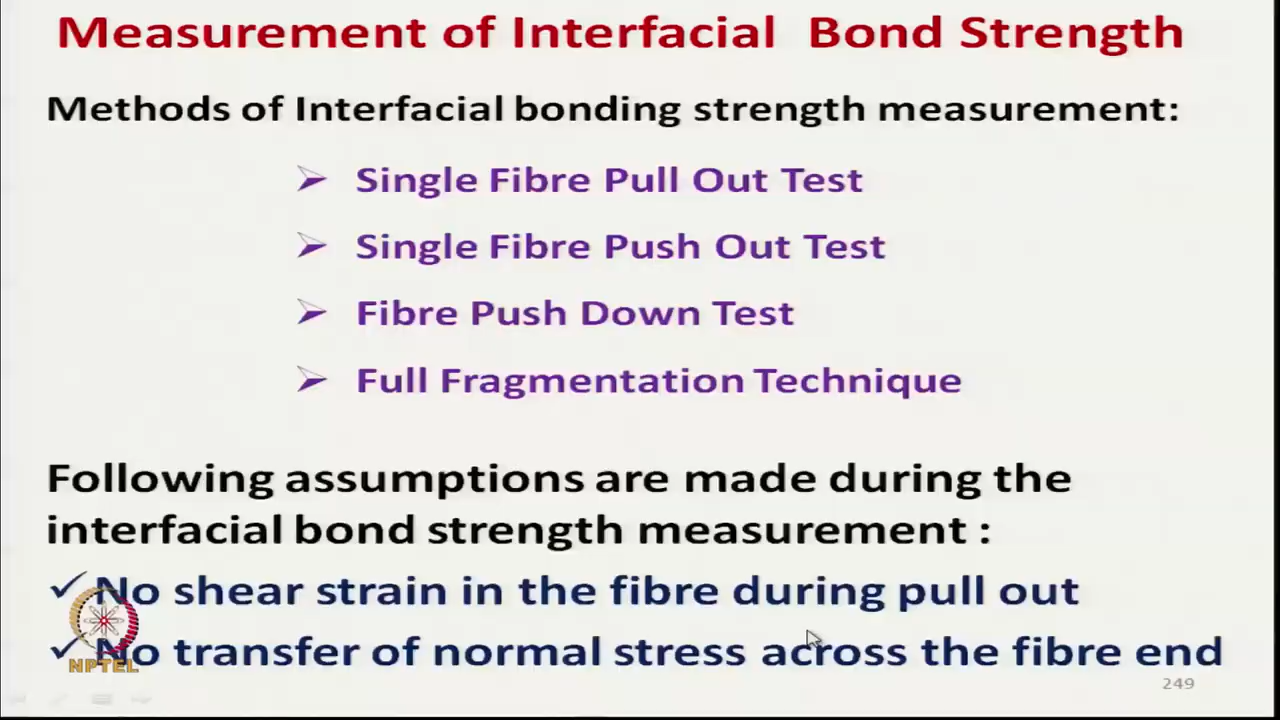 Measurement of Interfacial Bond Strength
Methods of Interfacial bonding strength measurement:
➢ Single Fibre Pull Out Test
➢ Single Fibre Push Out Test
➢ Fibre Push Down Test
➢ Full Fragmentation Technique
Following assumptions are made during the
interfacial bond strength measurement :
✓ No shear strain in the fibre during pull out
✓ No transfer of normal stress across the fibre end
NPTEL
249